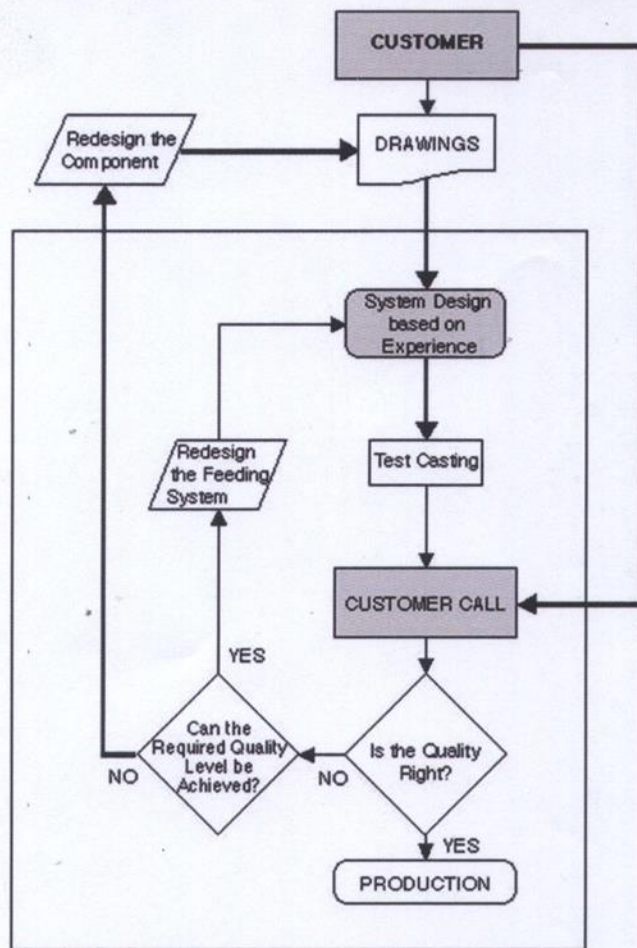 CUSTOMER
Redesign the
Component
DRAWINGS
System Design
based on
Experience
Redesign
the Feeding
System
Test Casting
CUSTOMER CALL
YES
Can the
Required Quality
Level be
Achieved?
Is the Quality
Right?
NO
NO
YES
PRODUCTION